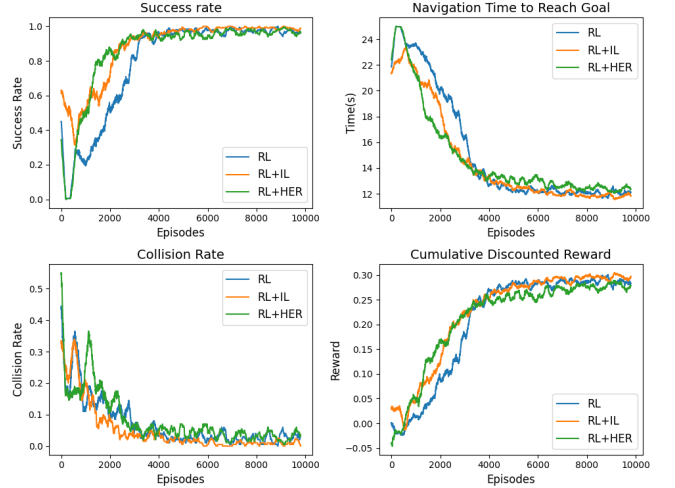 Success rate
Success Rate
1.0
0.8
0.6
0.4
0.2
0.0
RL
RL+IL
RL+HER
0 2000 4000 6000 8000 10000
Episodes
Navigation Time to Reach Goal
Time(s)
24
22
20
18
16
14
12
RL
RL+IL
RL+HER
0 2000 4000 6000 8000 10000
Episodes
Collision Rate
Collision Rate
0.5
0.4
0.3
0.2
0.1
0.0
RL
RL+IL
RL+HER
0 2000 4000 6000 8000 10000
Episodes
Cumulative Discounted Reward
Reward
0.30
0.25
0.20
0.15
0.10
0.05
0.00
−0.05
RL
RL+IL
RL+HER
0 2000 4000 6000 8000 10000
Episodes